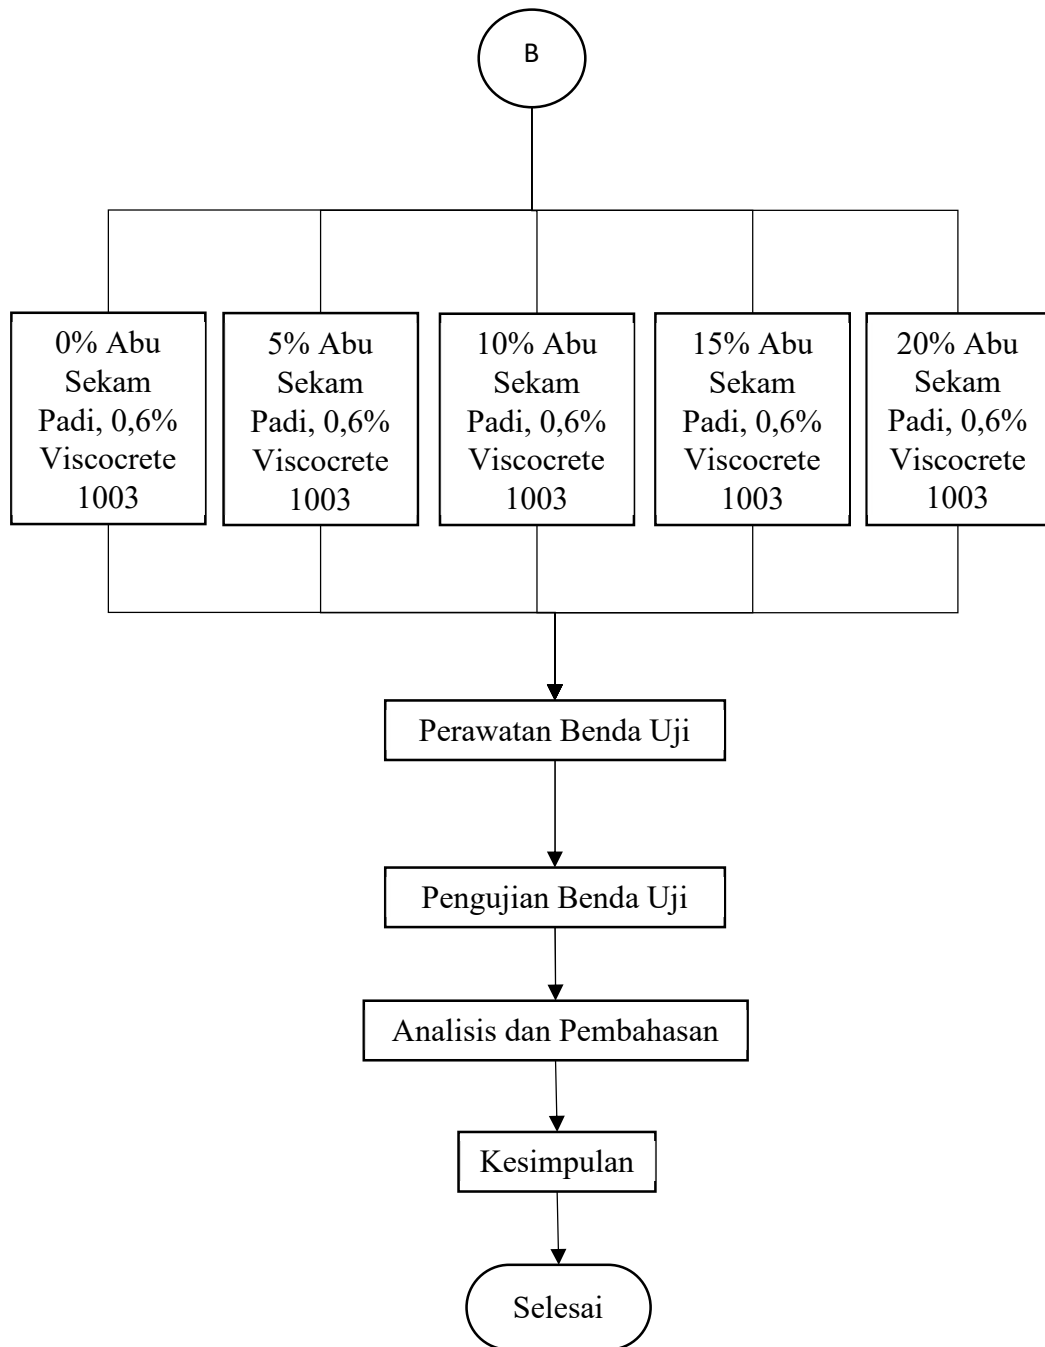 B
0% Abu
Sekam
Padi, 0,6%
Viscocrete
1003
5% Abu
Sekam
Padi, 0,6%
Viscocrete
1003
10% Abu
Sekam
Padi, 0,6%
Viscocrete
1003
15% Abu
Sekam
Padi, 0,6%
Viscocrete
1003
20% Abu
Sekam
Padi, 0,6%
Viscocrete
1003
Perawatan Benda Uji
Pengujian Benda Uji
Analisis dan Pembahasan
Kesimpulan
Selesai